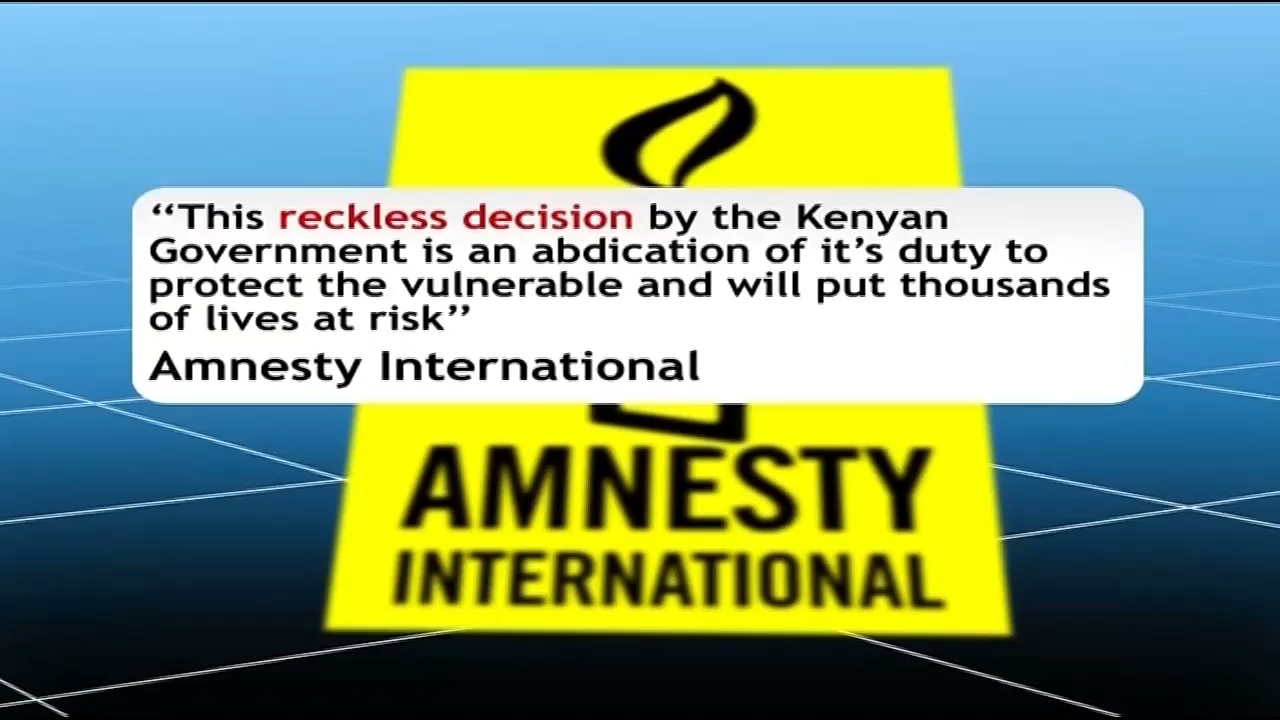 “This reckless decision by the Kenyan
Government is an abdication of it’s duty to
protect the vulnerable and will put thousands
of lives at risk”
Amnesty International
AMNESTY
INTERNATIONAL